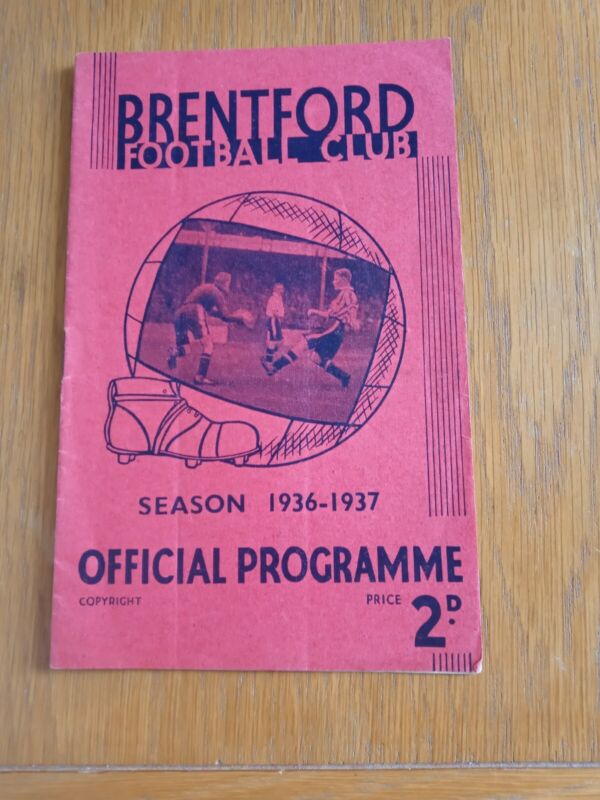 BRENTFORD
FOOTBALL CLUB
SEASON 1936-1937
OFFICIAL PROGRAMME
COPYRIGHT PRICE 2D.